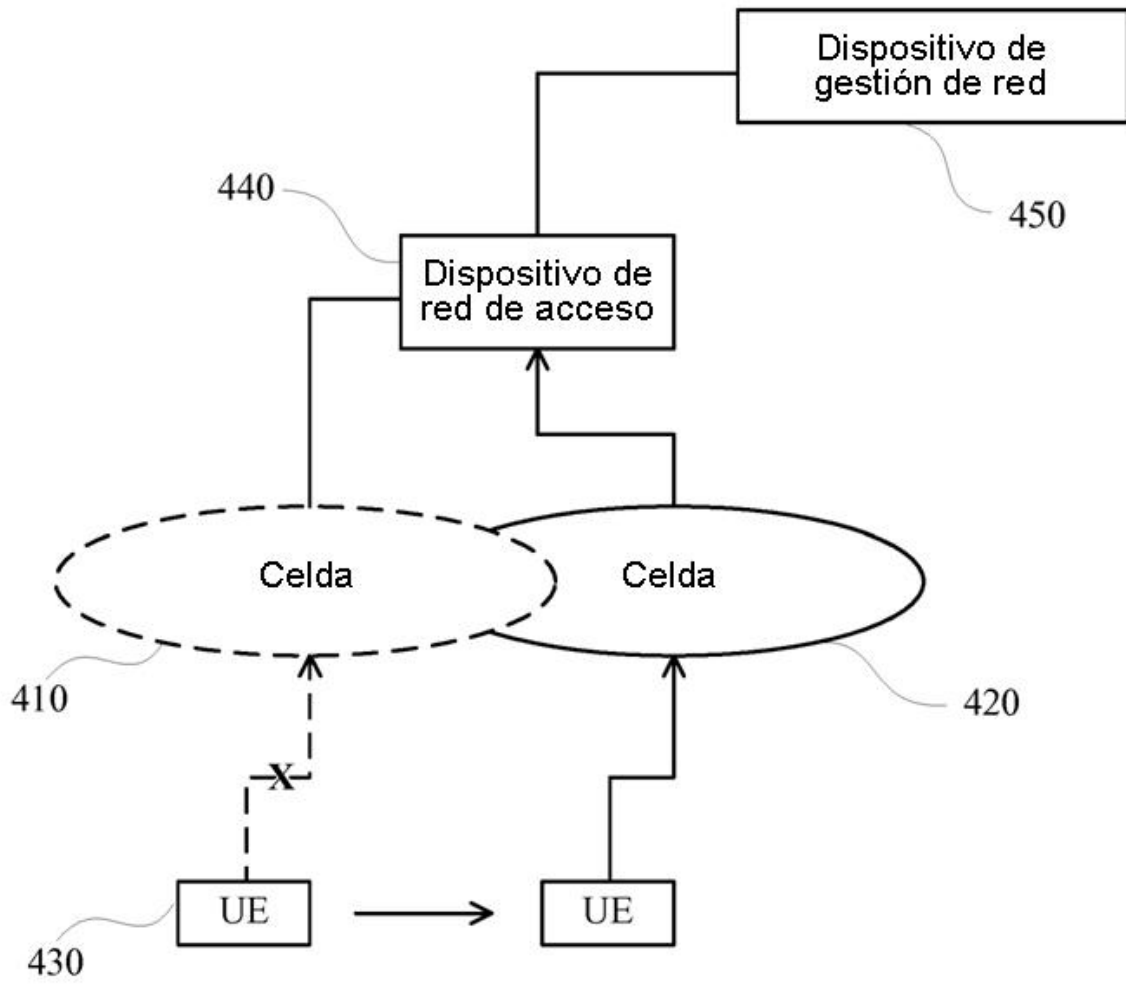 Dispositivo de
gestión de red
450
440
Dispositivo de
red de acceso
Celda
Celda
410
420
X
UE
UE
430